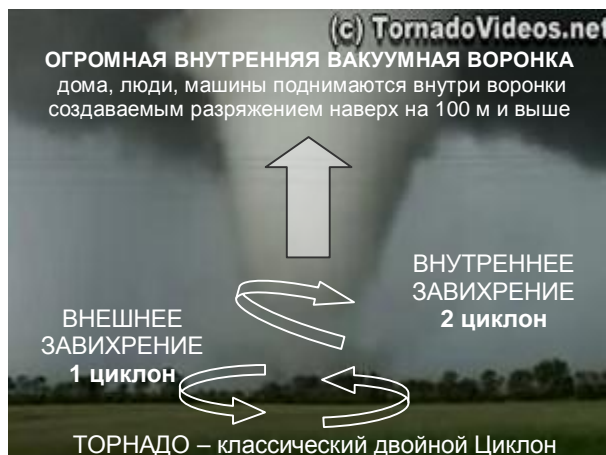 (c) TornadoVideos.net
ОГРОМНАЯ ВНУТРЕННЯЯ ВАКУУМНАЯ ВОРОНКА
дома, люди, машины поднимаются внутри воронки
создаваемым разряжением наверх на 100 м и выше
ВНУТРЕННЕЕ
ЗАВИХРЕНИЕ
2 циклон
ВНЕШНЕЕ
ЗАВИХРЕНИЕ
1 циклон
ТОРНАДО – классический двойной Циклон